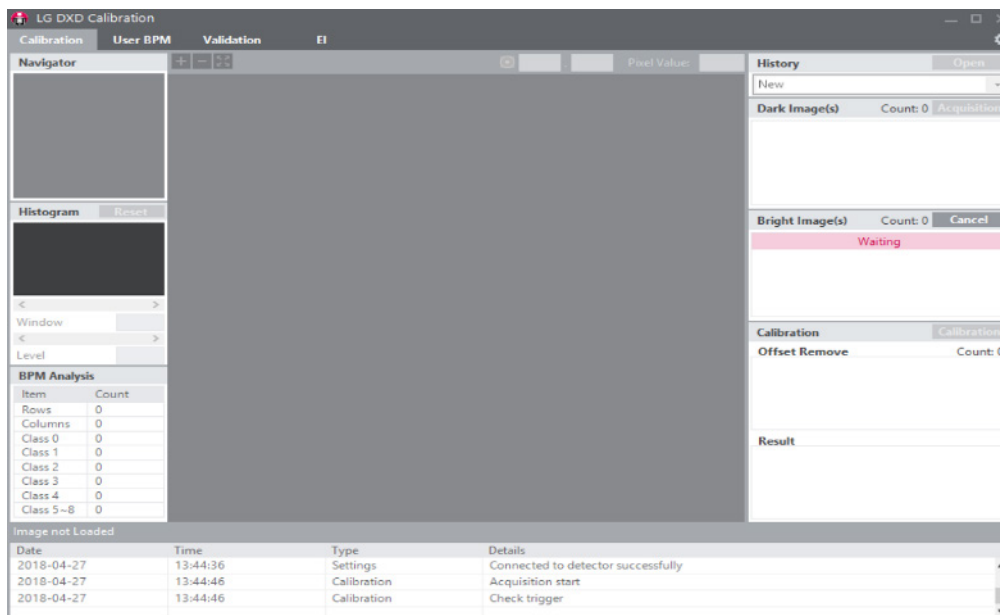 LG DXD Calibration
Calibration User BPM Validation EI
Navigator
+ −
. Pixel Value:
Histogram Reset
< >
Window
< >
Level
BPM Analysis
Item Count
Rows 0
Columns 0
Class 0 0
Class 1 0
Class 2 0
Class 3 0
Class 4 0
Class 5~8 0
History Open
New
Dark Image(s) Count: 0 Acquisition
Bright Image(s) Count: 0 Cancel
Waiting
Calibration Calibration
Offset Remove Count: 0
Result
Image not Loaded
Date Time Type Details
2018-04-27 13:44:36 Settings Connected to detector successfully
2018-04-27 13:44:46 Calibration Acquisition start
2018-04-27 13:44:46 Calibration Check trigger